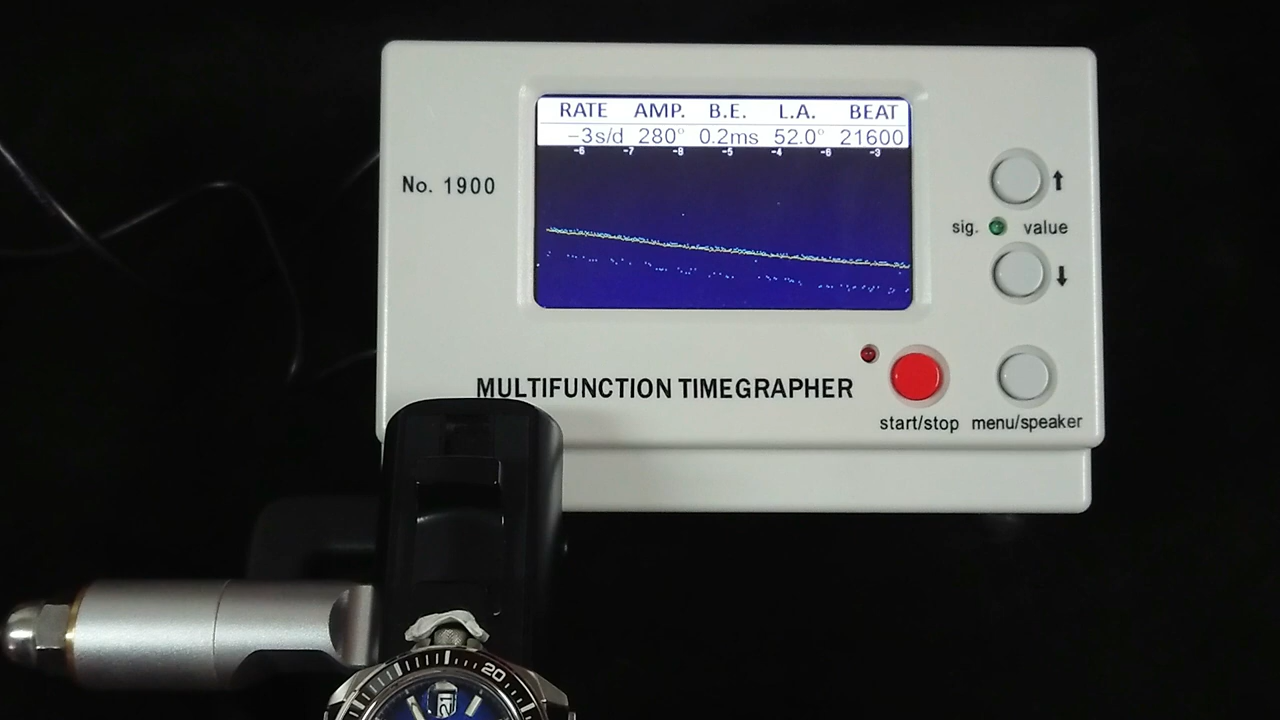 RATE AMP. B.E. L.A. BEAT
-3s/d 280° 0.2ms 52.0° 21600
-6 -7 -8 -5 -4 -6 -3
No. 1900
sig. value
MULTIFUNCTION TIMEGRAPHER
start/stop menu/speaker
20
21